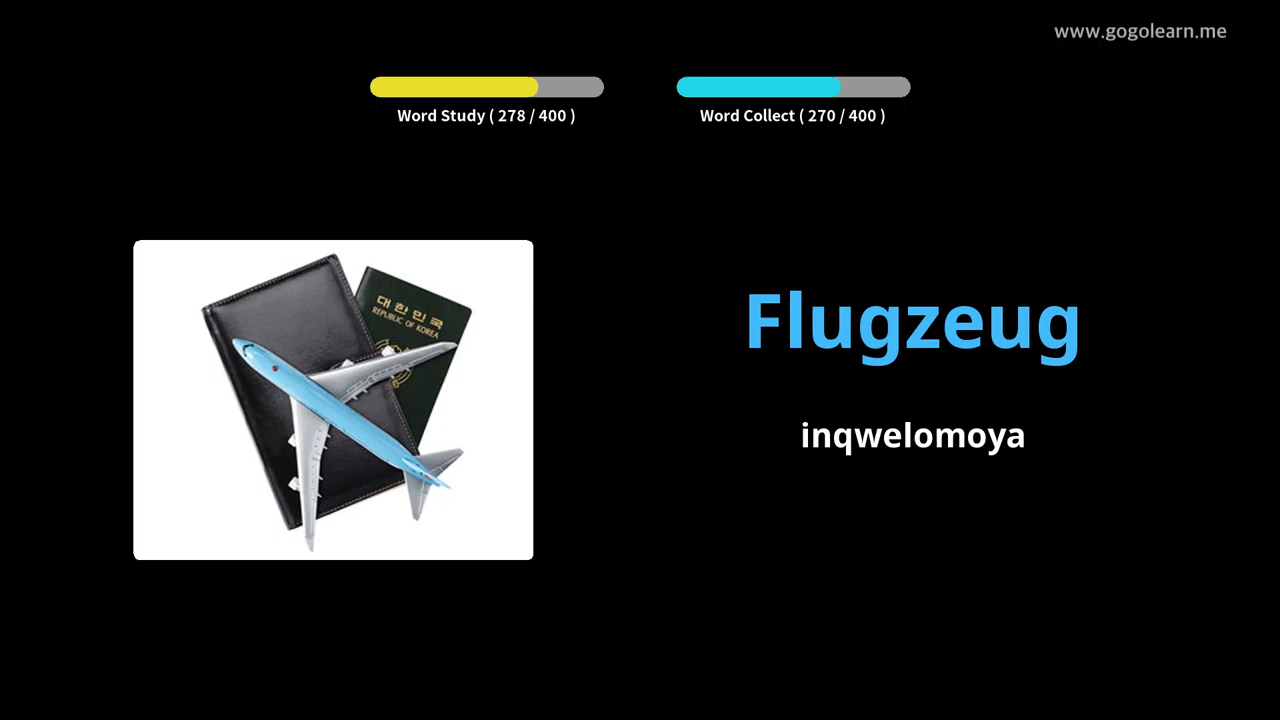 www.gogolearn.me
Word Study ( 278 / 400 )
Word Collect ( 270 / 400 )
대한민국
REPUBLIC OF KOREA
Flugzeug
inqwelomoya